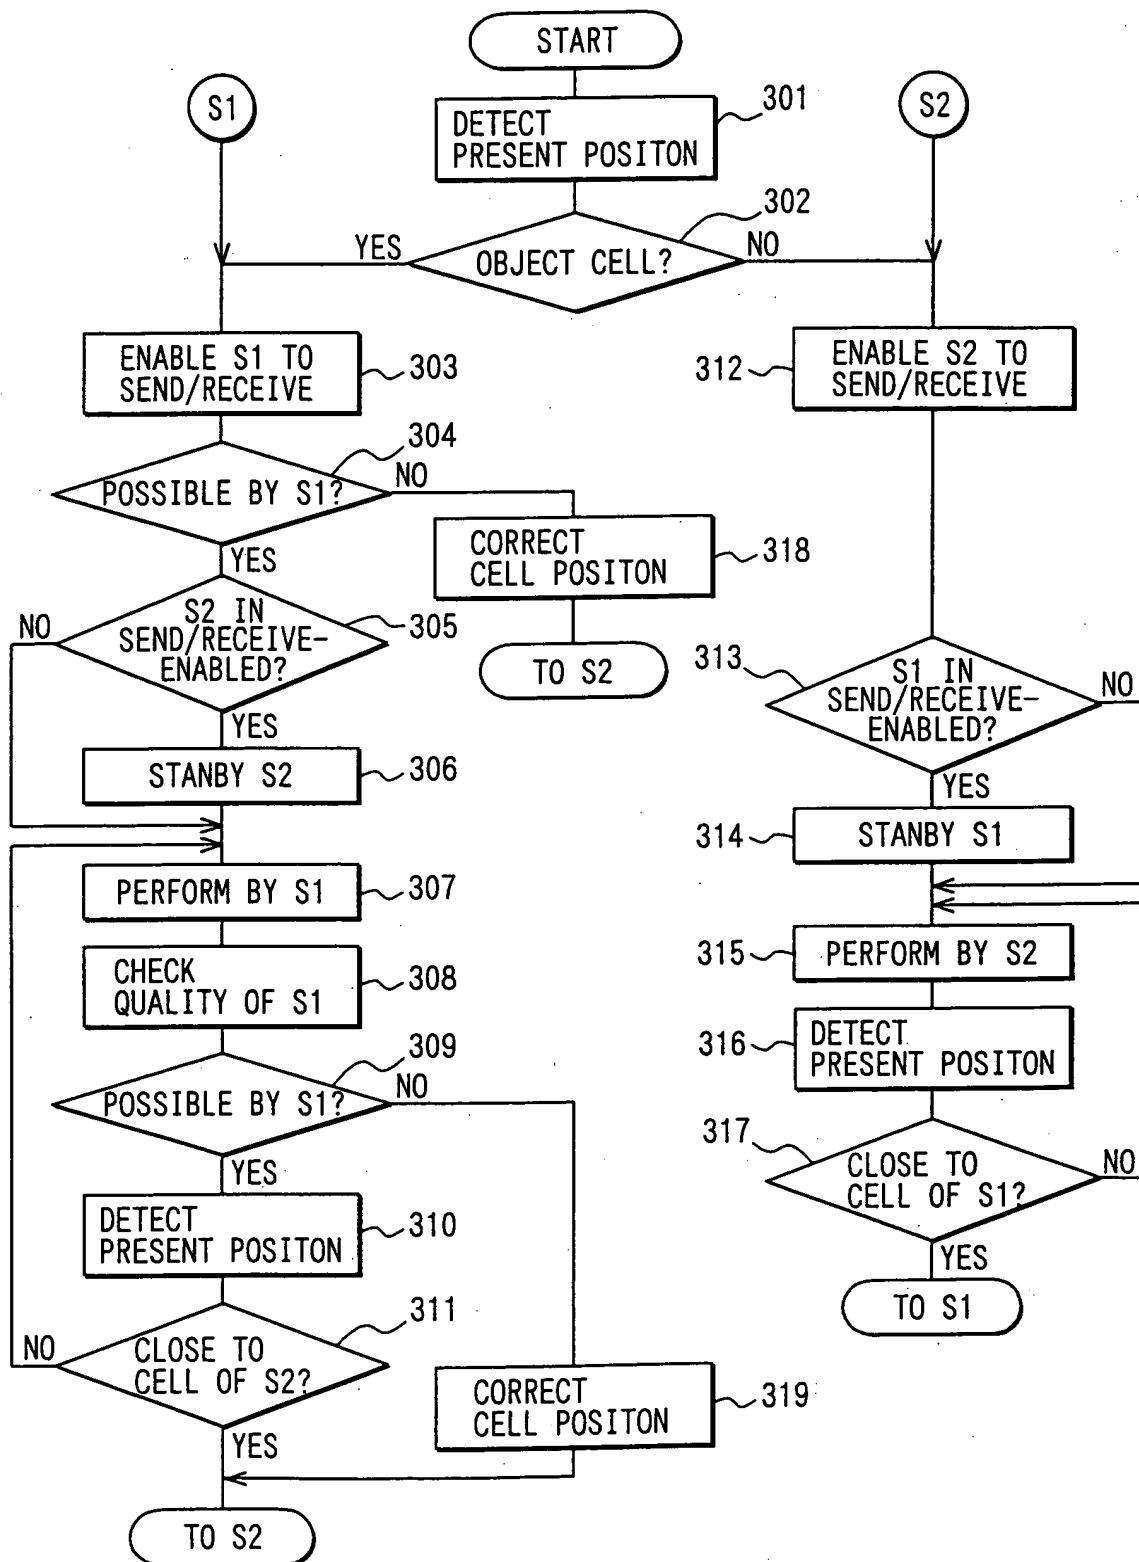 START
S1
301
S2
DETECT
PRESENT POSITON
302
YES
NO
OBJECT CELL?
ENABLE S1 TO
SEND/RECEIVE
303
312
ENABLE S2 TO
SEND/RECEIVE
304
NO
POSSIBLE BY S1?
YES
CORRECT
CELL POSITON
318
S2 IN
SEND/RECEIVE-
ENABLED?
NO
305
TO S2
313
S1 IN
SEND/RECEIVE-
ENABLED?
NO
YES
STANBY S2
306
YES
314
STANBY S1
PERFORM BY S1
307
315
PERFORM BY S2
CHECK
QUALITY OF S1
308
316
DETECT
PRESENT POSITON
309
NO
POSSIBLE BY S1?
317
CLOSE TO
CELL OF S1?
NO
YES
DETECT
PRESENT POSITON
310
YES
TO S1
311
NO
CLOSE TO
CELL OF S2?
CORRECT
CELL POSITON
319
YES
TO S2